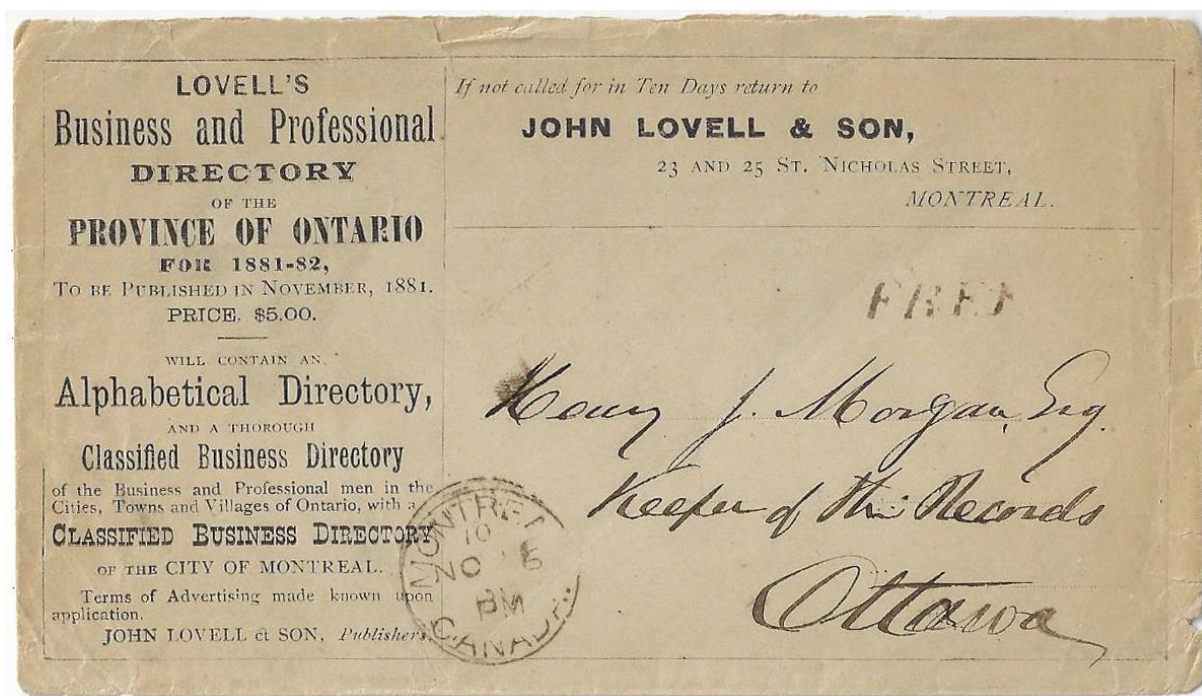 LOVELL'S
Business and Professional
DIRECTORY
OF THE
PROVINCE OF ONTARIO
FOR 1881-82,
TO BE PUBLISHED IN NOVEMBER, 1881.
PRICE, $5.00.
WILL CONTAIN AN
Alphabetical Directory,
AND A THOROUGH
Classified Business Directory
of the Business and Professional men in the
Cities, Towns and Villages of Ontario, with a
CLASSIFIED BUSINESS DIRECTORY
OF THE CITY OF MONTREAL.
Terms of Advertising made known upon
application.
JOHN LOVELL et SON, Publishers.
If not called for in Ten Days return to
JOHN LOVELL & SON,
23 AND 25 ST. NICHOLAS STREET,
MONTREAL.
FREE
Henry J. Morgan, Esq.
Keeper of the Records
Ottawa
MONTREAL
10
NO
PM
CANADA